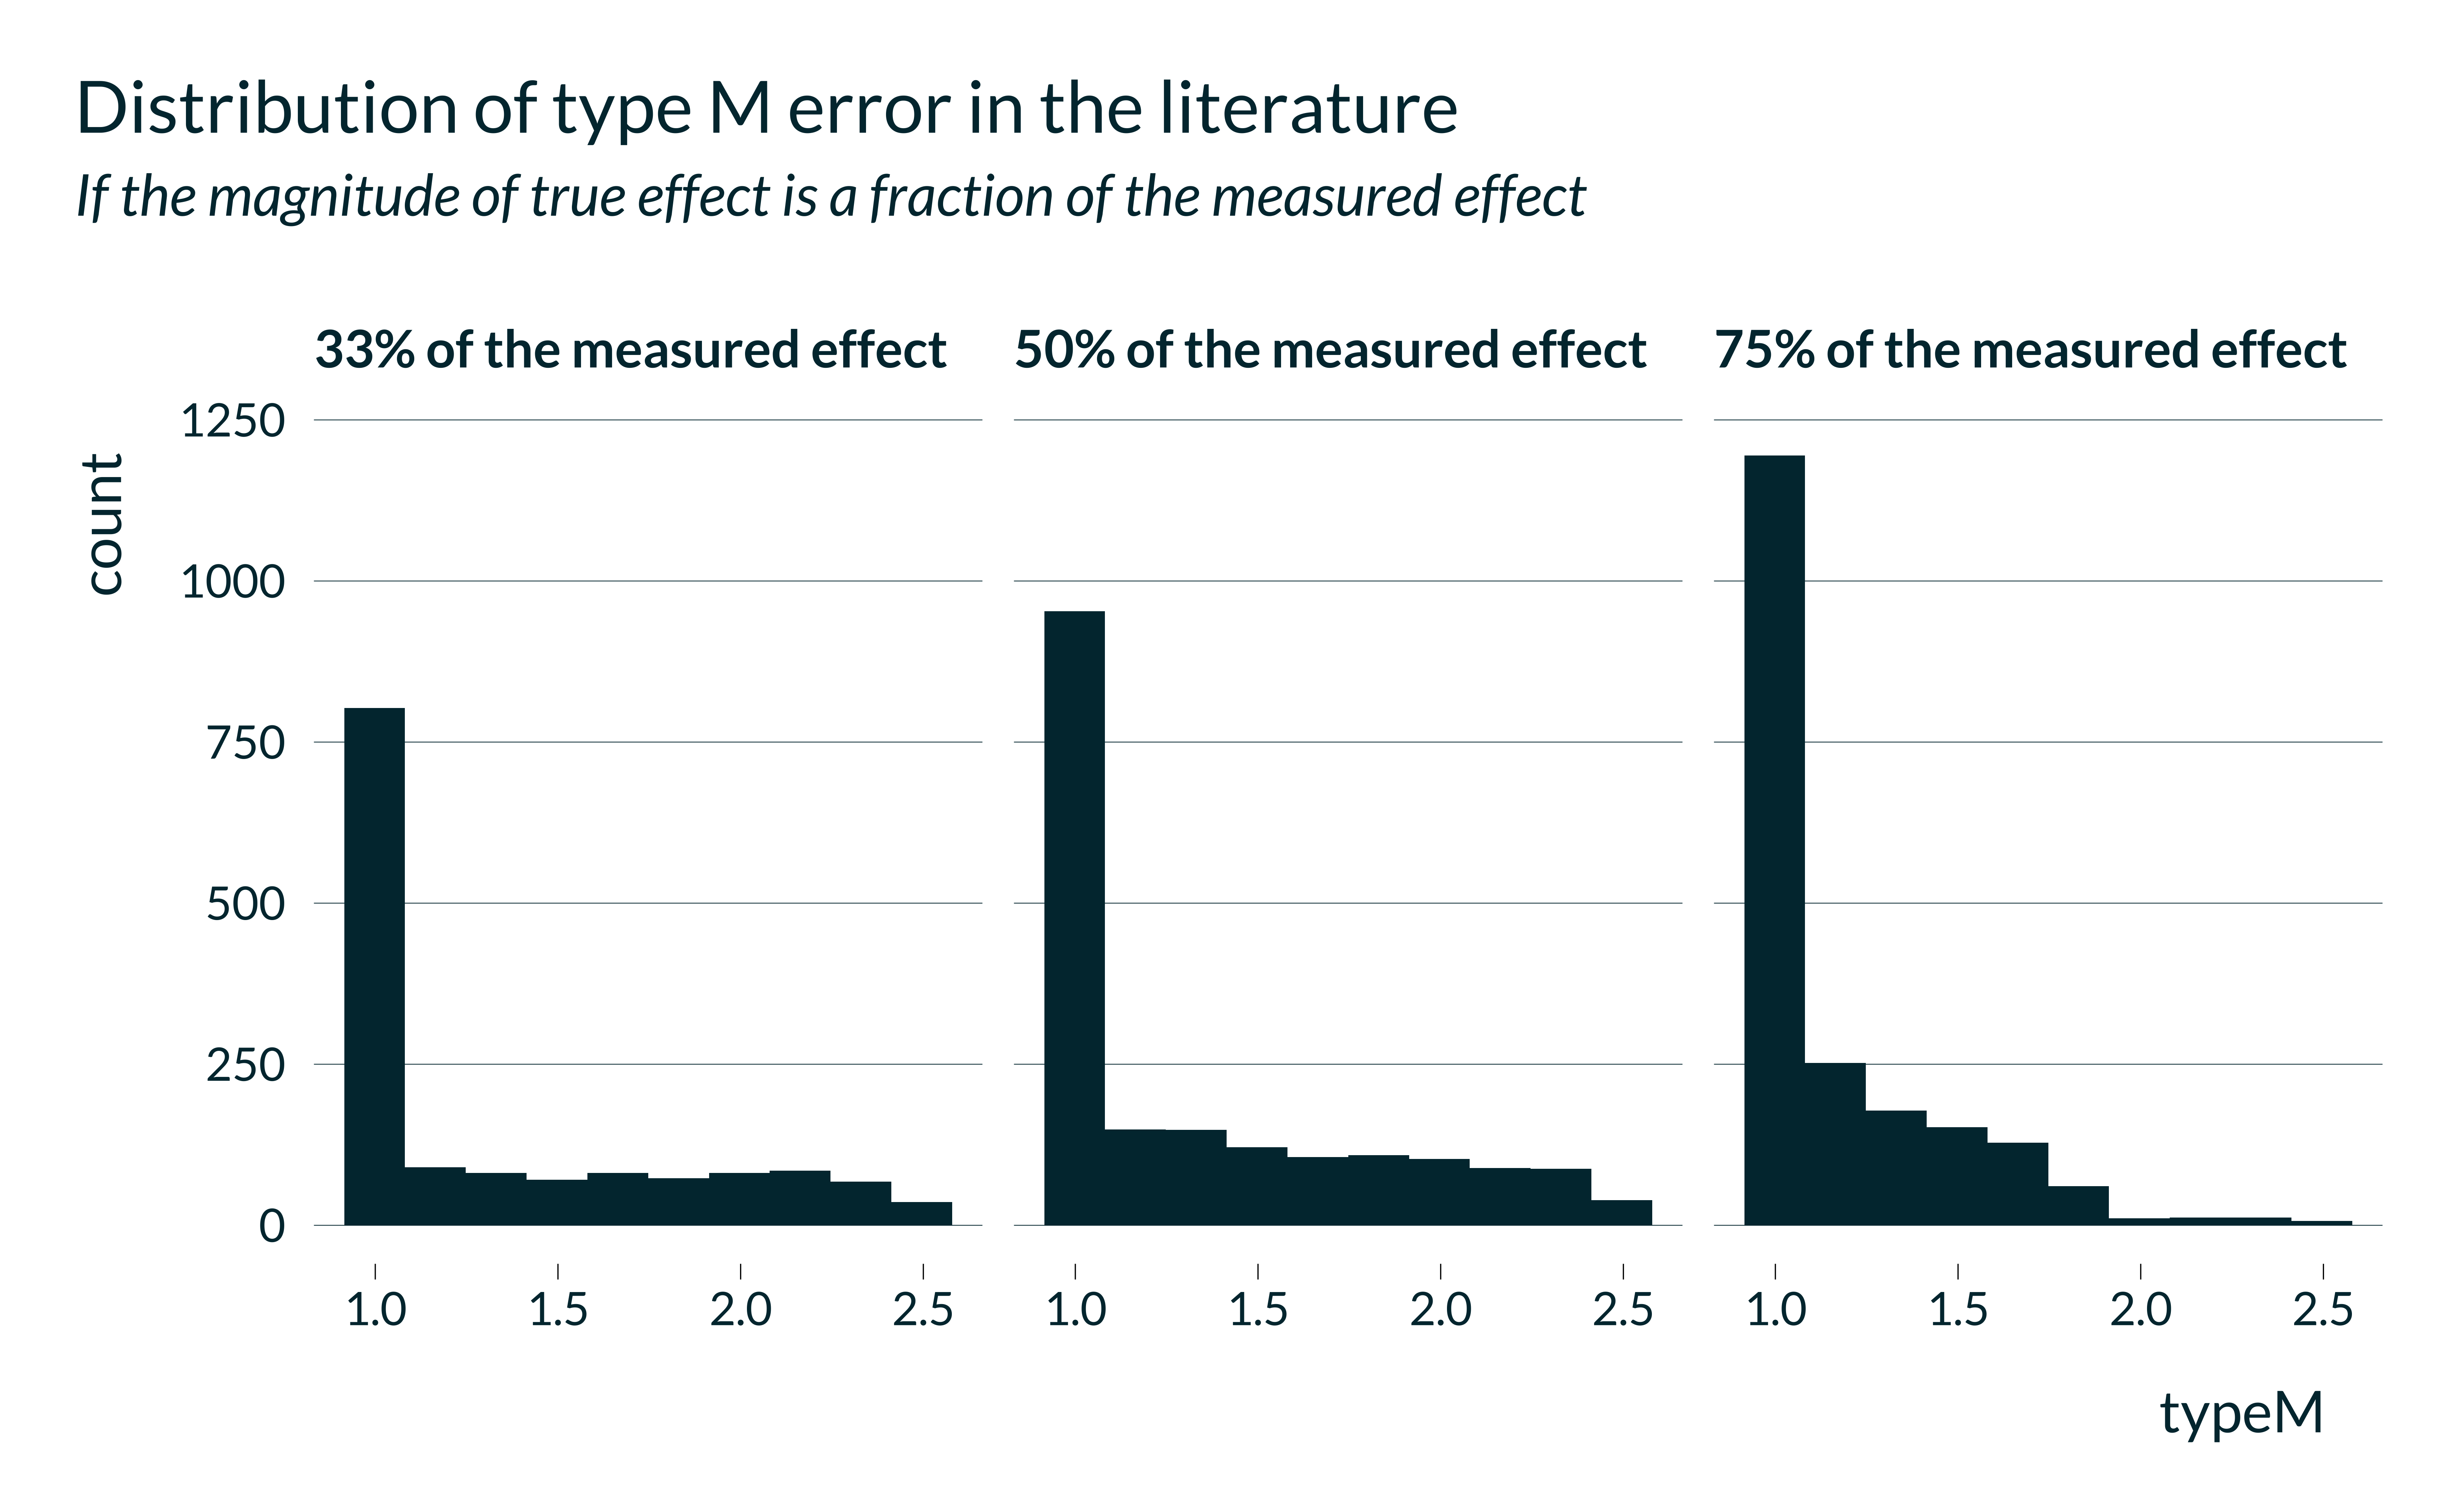 Distribution of type M error in the literature
If the magnitude of true effect is a fraction of the measured effect
33% of the measured effect
50% of the measured effect
75% of the measured effect
count
1250
1000
750
500
250
0
1.0 1.5 2.0 2.5
1.0 1.5 2.0 2.5
1.0 1.5 2.0 2.5
typeM